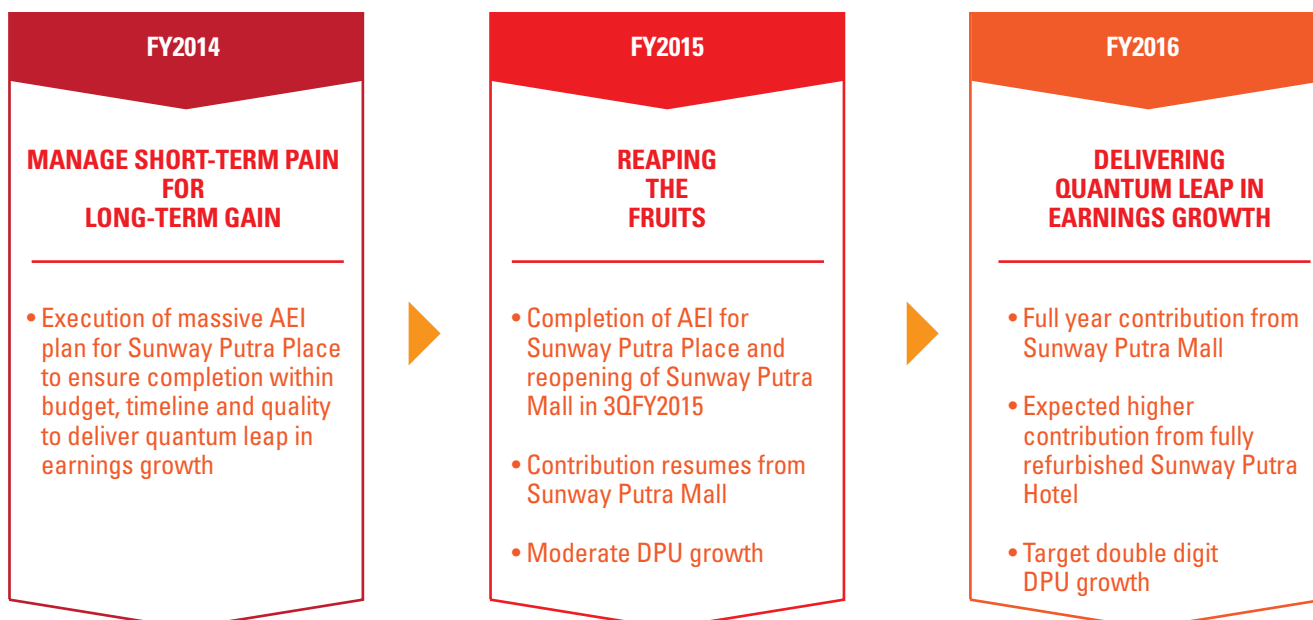 FY2014
MANAGE SHORT-TERM PAIN
FOR
LONG-TERM GAIN
• Execution of massive AEI
plan for Sunway Putra Place
to ensure completion within
budget, timeline and quality
to deliver quantum leap in
earnings growth
FY2015
REAPING
THE
FRUITS
• Completion of AEI for
Sunway Putra Place and
reopening of Sunway Putra
Mall in 3QFY2015
• Contribution resumes from
Sunway Putra Mall
• Moderate DPU growth
FY2016
DELIVERING
QUANTUM LEAP IN
EARNINGS GROWTH
• Full year contribution from
Sunway Putra Mall
• Expected higher
contribution from fully
refurbished Sunway Putra
Hotel
• Target double digit
DPU growth